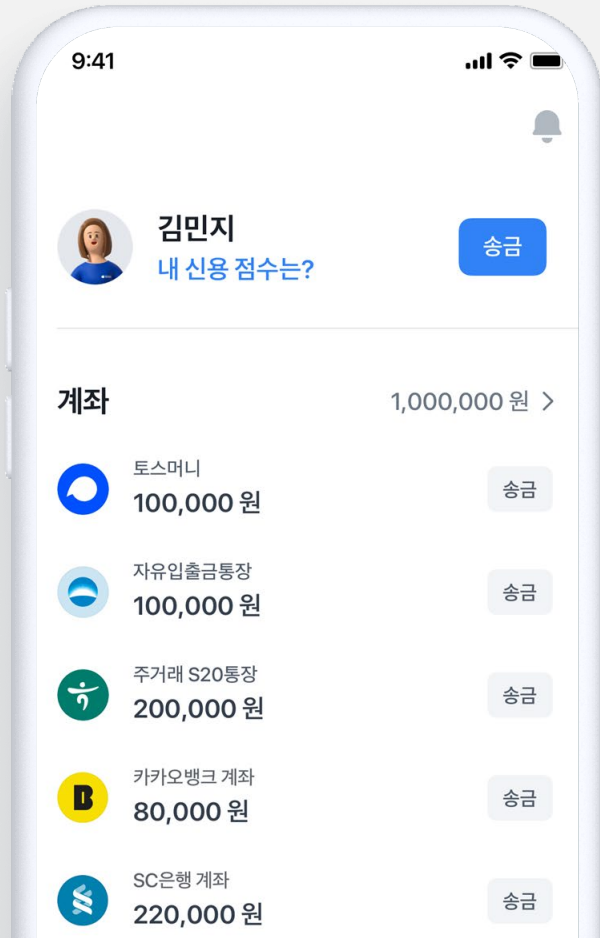 9:41
김민지
내 신용 점수는?
송금
계좌
1,000,000 원
토스머니
100,000 원
송금
자유입출금통장
100,000 원
송금
주거래 S20통장
200,000 원
송금
카카오뱅크 계좌
80,000 원
송금
SC은행 계좌
220,000 원
송금